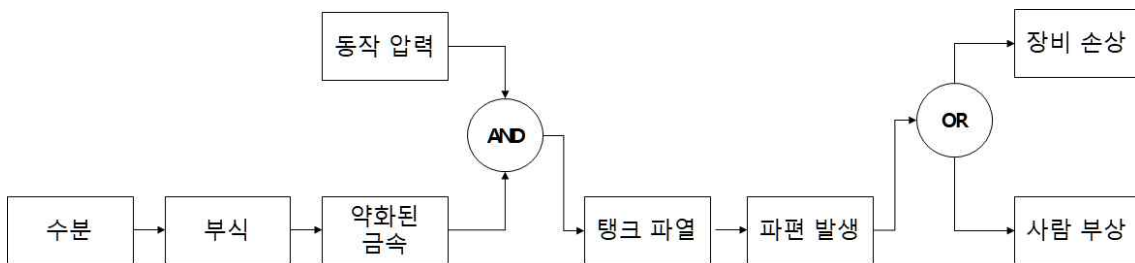 동작 압력
장비 손상
AND
OR
수분
부식
약화된
금속
탱크 파열
파편 발생
사람 부상